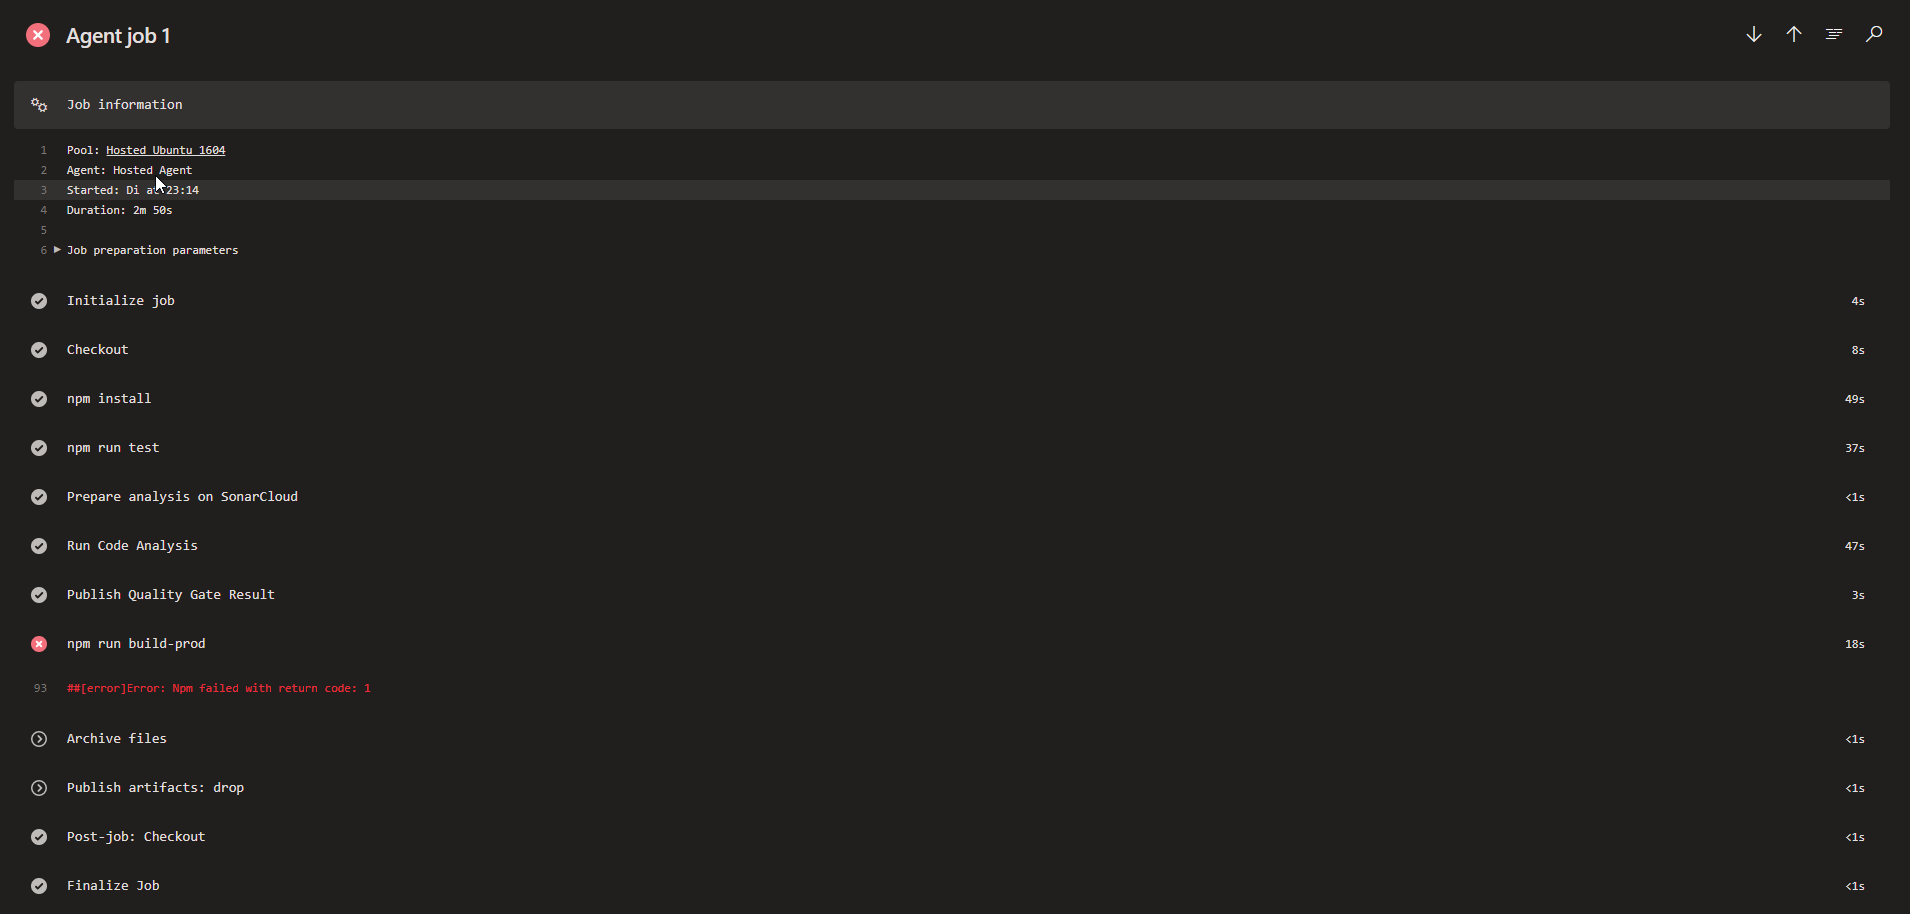 Agent job 1
Job information
1 Pool: Hosted Ubuntu 1604
2 Agent: Hosted Agent
3 Started: Di at 23:14
4 Duration: 2m 50s
5
6 Job preparation parameters
Initialize job 4s
Checkout 8s
npm install 49s
npm run test 37s
Prepare analysis on SonarCloud <1s
Run Code Analysis 47s
Publish Quality Gate Result 3s
npm run build-prod 18s
93 ##[error]Error: Npm failed with return code: 1
Archive files <1s
Publish artifacts: drop <1s
Post-job: Checkout <1s
Finalize Job <1s